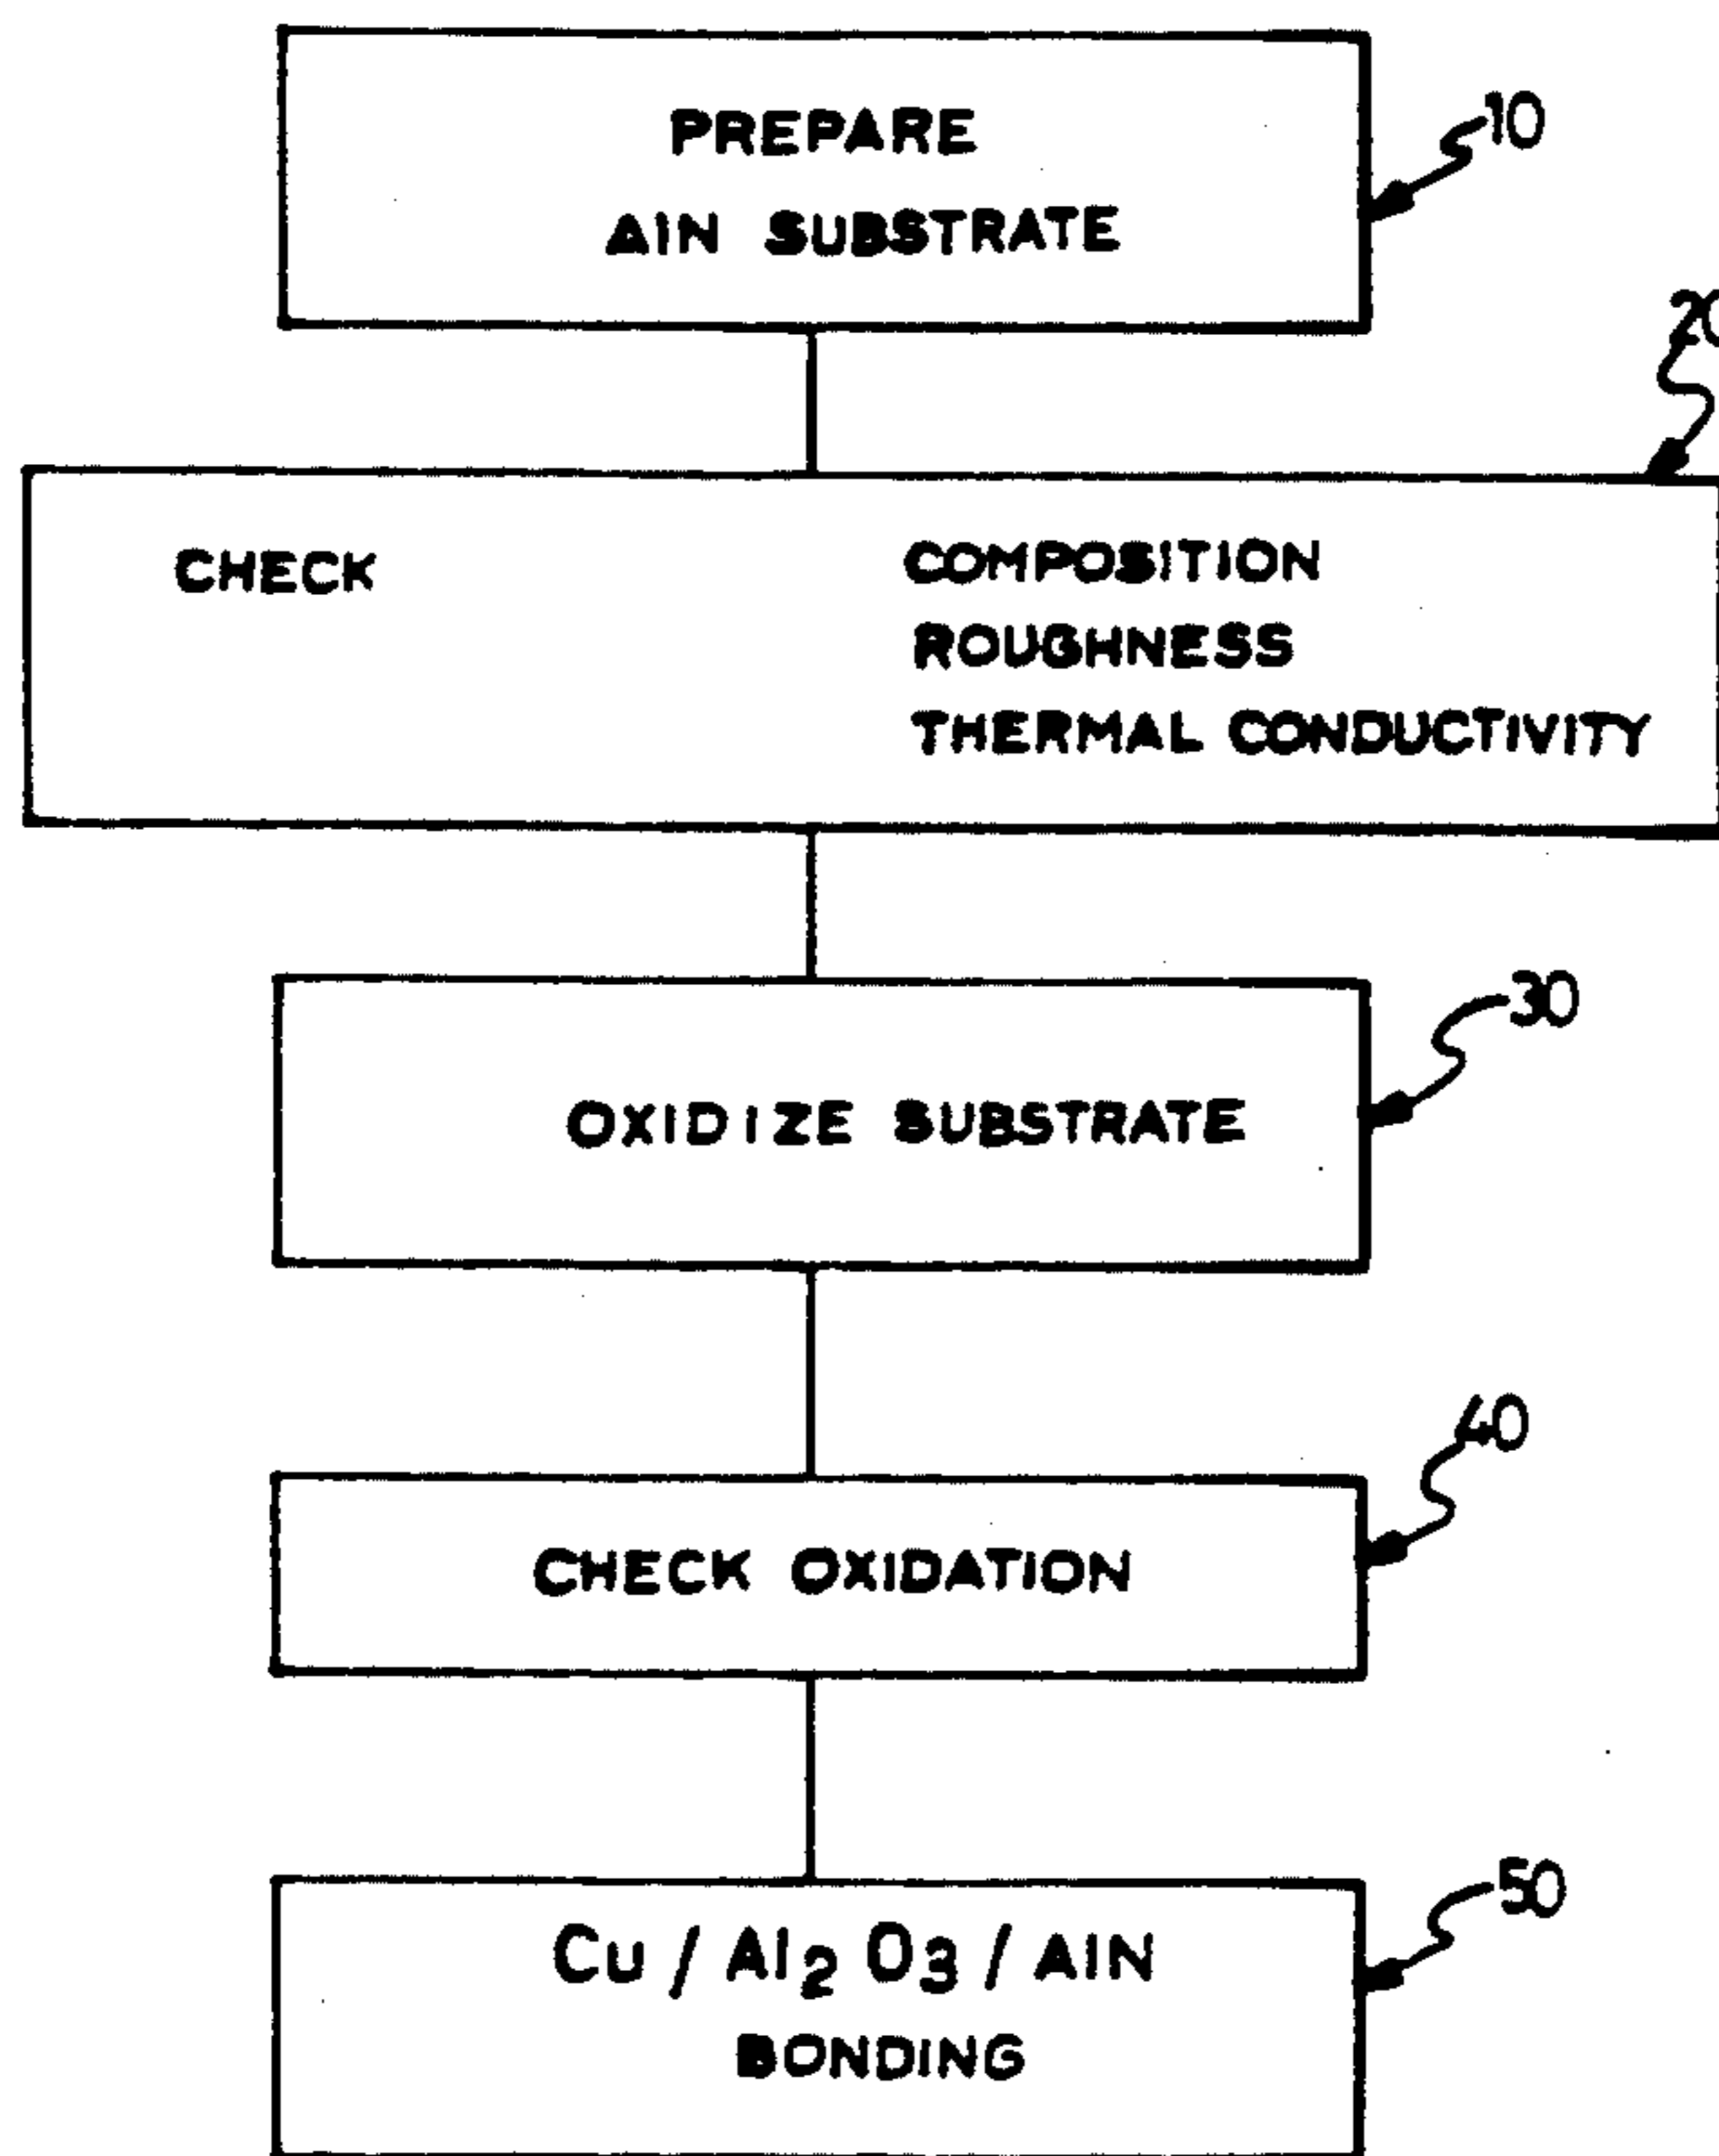 PREPARE
AlN SUBSTRATE
10
20
CHECK COMPOSITION
ROUGHNESS
THERMAL CONDUCTIVITY
OXIDIZE SUBSTRATE
30
CHECK OXIDATION
40
Cu / Al₂ O₃ / AlN
BONDING
50